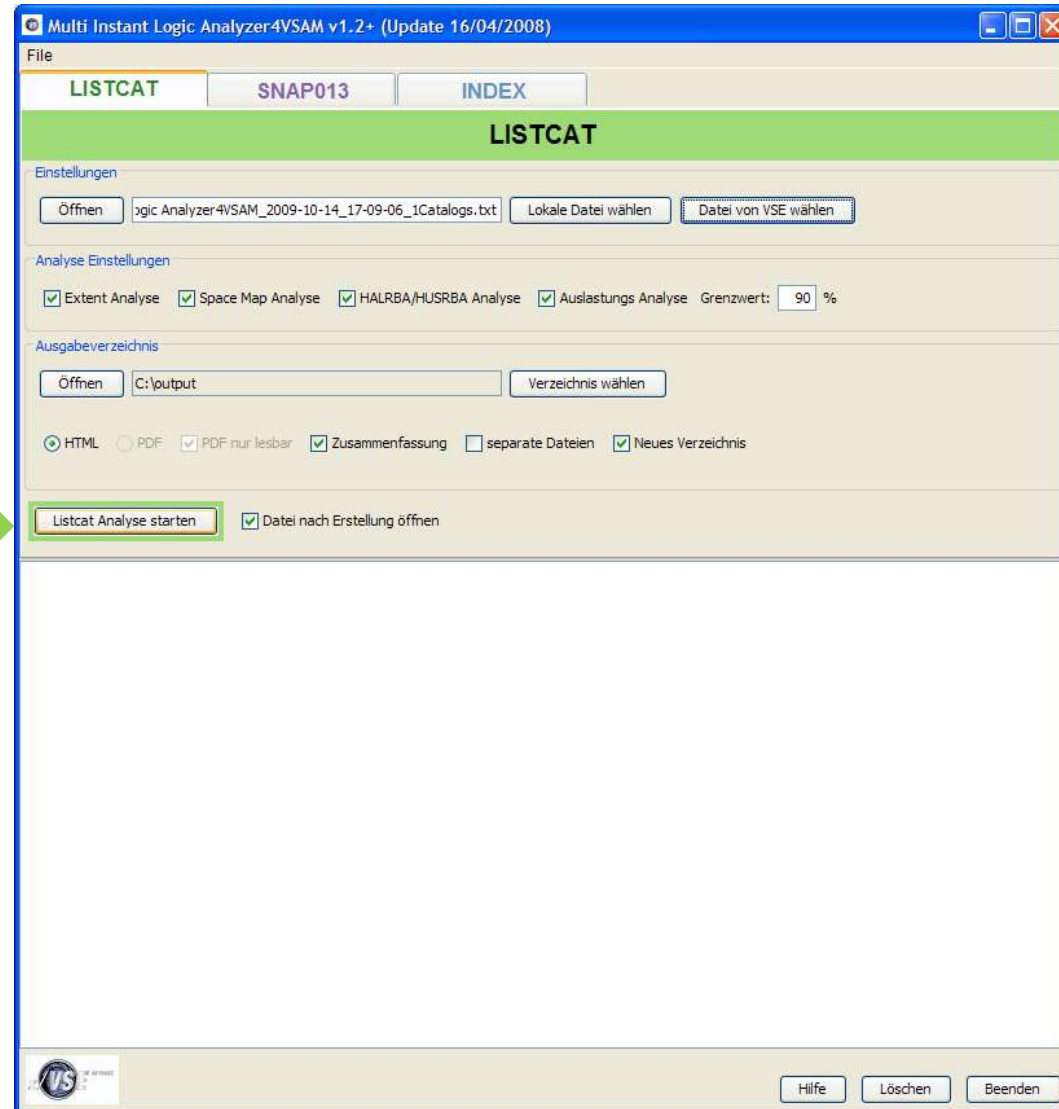 Multi Instant Logic Analyzer4VSAM v1.2+ (Update 16/04/2008)
File
LISTCAT SNAP013 INDEX
LISTCAT
Einstellungen
Öffnen ogic Analyzer4VSAM_2009-10-14_17-09-06_1Catalogs.txt Lokale Datei wählen Datei von VSE wählen
Analyse Einstellungen
Extent Analyse Space Map Analyse HALRBA/HUSRBA Analyse Auslastungs Analyse Grenzwert: 90 %
Ausgabeverzeichnis
Öffnen C:\output Verzeichnis wählen
HTML PDF PDF nur lesbar Zusammenfassung separate Dateien Neues Verzeichnis
Listcat Analyse starten Datei nach Erstellung öffnen
Hilfe Löschen Beenden